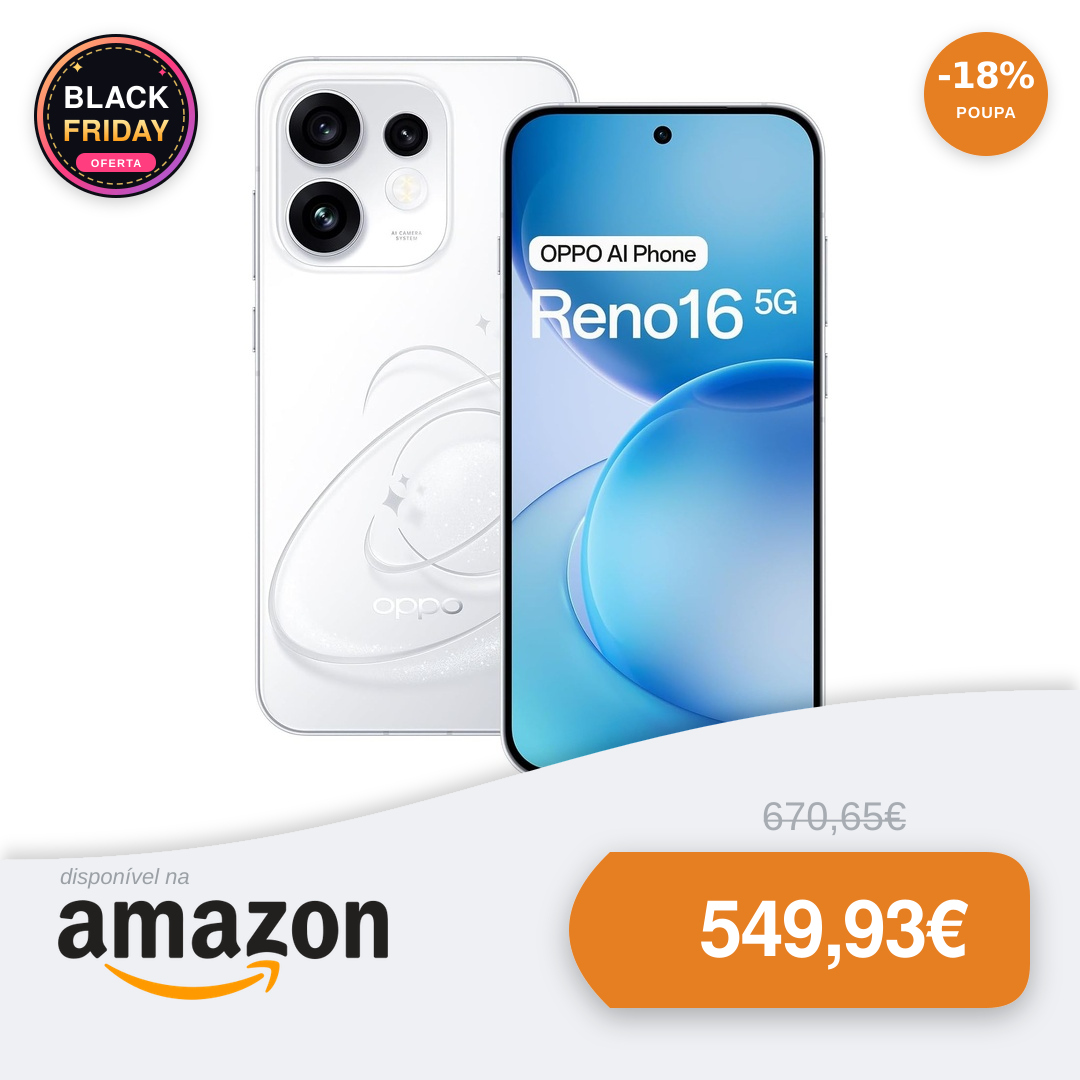 BLACK
FRIDAY
OFERTA
-18%
POUPA
AI CAMERA
SYSTEM
OPPO AI Phone
Reno16 5G
oppo
670,65€
disponível na
amazon
549,93€